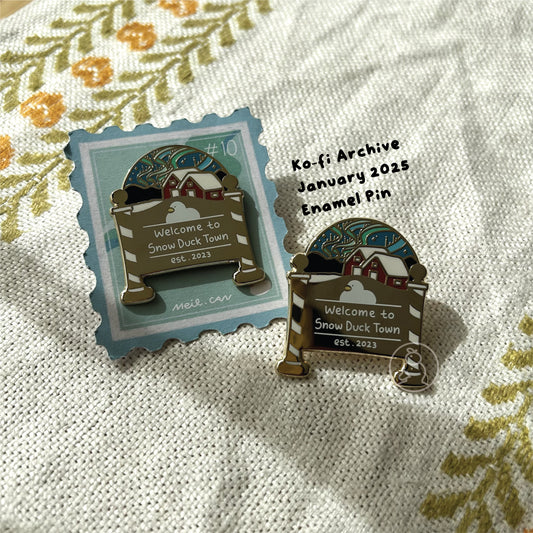 #10
Welcome to
Snow Duck Town
est. 2023
neil.can
Ko-fi Archive
January 2025
Enamel Pin
Welcome to
Snow Duck Town
est. 2023